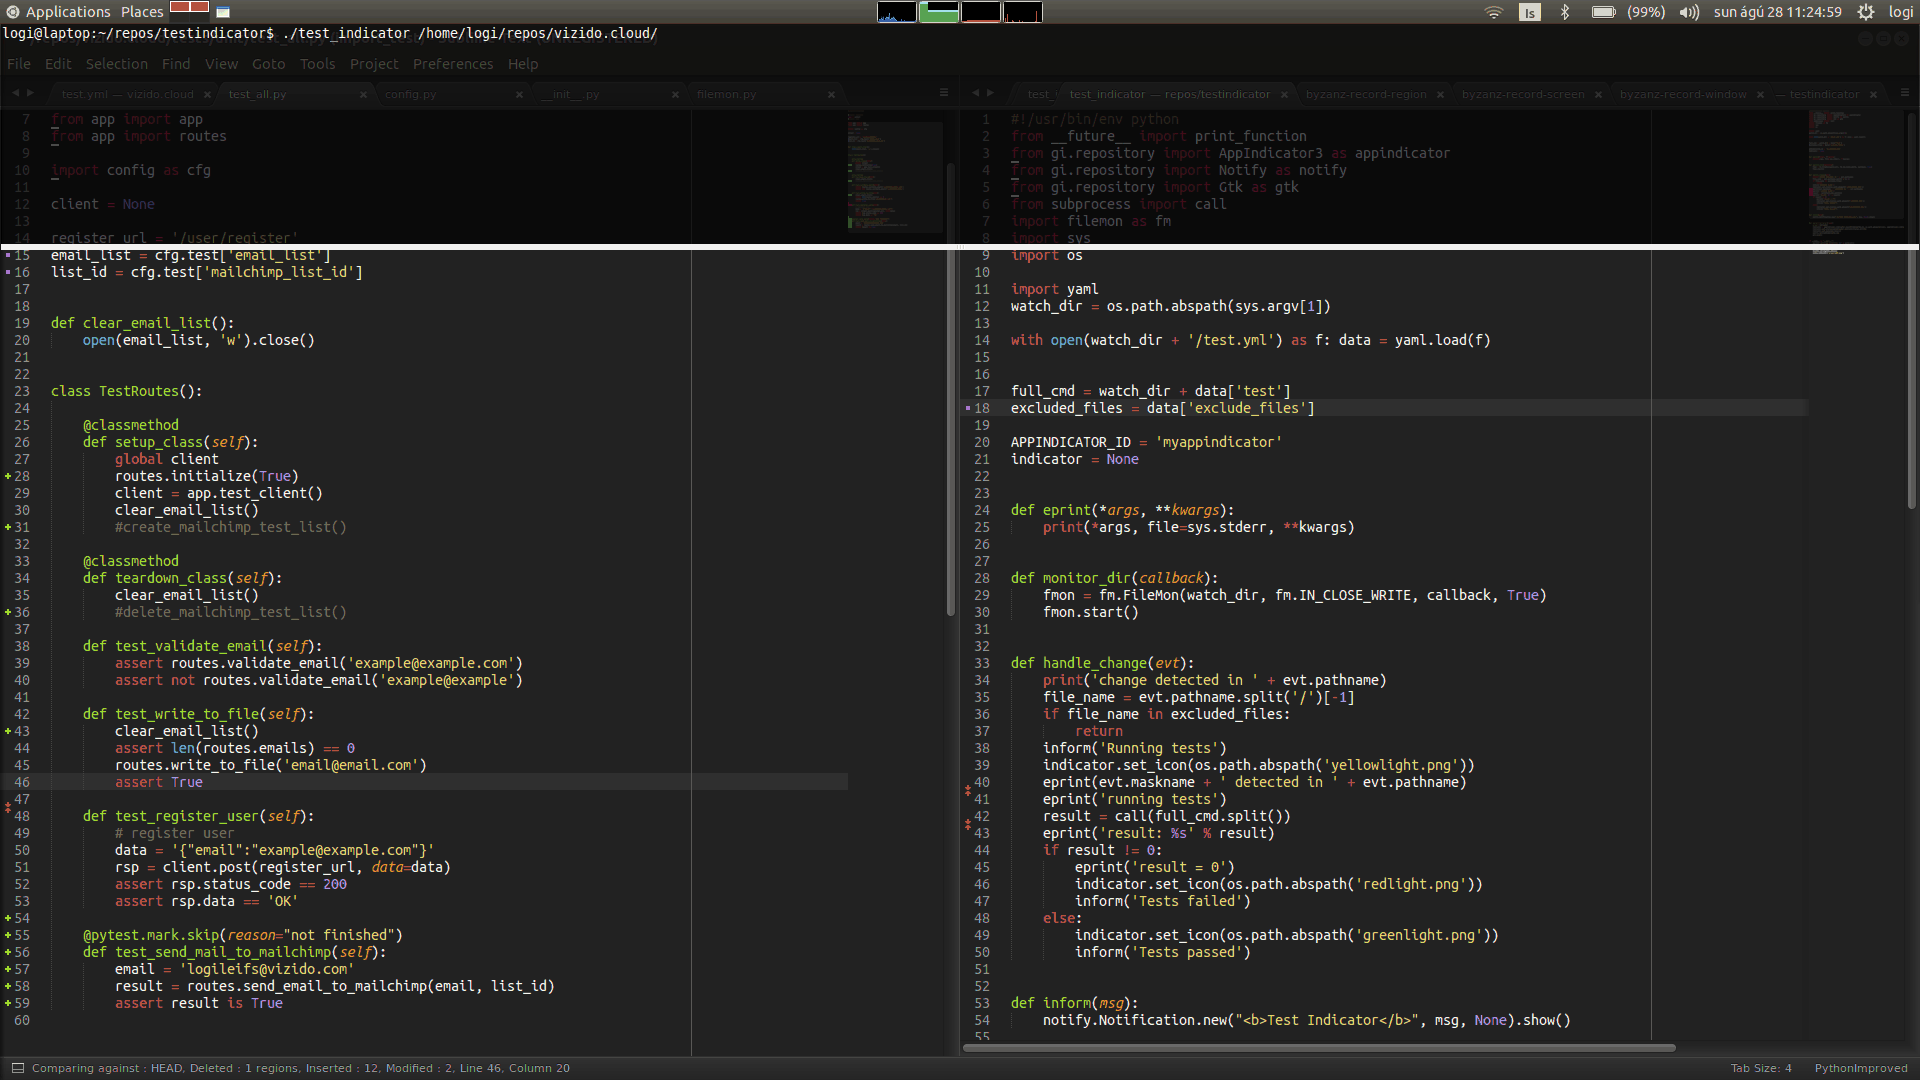 Applications Places
Is (99%) sun ágú 28 11:24:59 logi
logi@laptop:~/repos/testindicator$ ./test_indicator /home/logi/repos/vizido.cloud/
File Edit Selection Find View Goto Tools Project Preferences Help
test.yml — vizido.cloud × test_all.py × config.py × __init__.py × filemon.py ×
7 from app import app
8 from app import routes
9
10 import config as cfg
11
12 client = None
13
14 register_url = '/user/register'
15 email_list = cfg.test['email_list']
16 list_id = cfg.test['mailchimp_list_id']
17
18
19 def clear_email_list():
20 open(email_list, 'w').close()
21
22
23 class TestRoutes():
24
25 @classmethod
26 def setup_class(self):
27 global client
28 routes.initialize(True)
29 client = app.test_client()
30 clear_email_list()
31 #create_mailchimp_test_list()
32
33 @classmethod
34 def teardown_class(self):
35 clear_email_list()
36 #delete_mailchimp_test_list()
37
38 def test_validate_email(self):
39 assert routes.validate_email('example@example.com')
40 assert not routes.validate_email('example@example')
41
42 def test_write_to_file(self):
43 clear_email_list()
44 assert len(routes.emails) == 0
45 routes.write_to_file('email@email.com')
46 assert True
47
48 def test_register_user(self):
49 # register user
50 data = '{"email":"example@example.com"}'
51 rsp = client.post(register_url, data=data)
52 assert rsp.status_code == 200
53 assert rsp.data == 'OK'
54
55 @pytest.mark.skip(reason="not finished")
56 def test_send_mail_to_mailchimp(self):
57 email = 'logileifs@vizido.com'
58 result = routes.send_email_to_mailchimp(email, list_id)
59 assert result is True
60
test_ test_indicator — repos/testindicator × byzanz-record-region × byzanz-record-screen × byzanz-record-window × — testindicator ×
1 #!/usr/bin/env python
2 from __future__ import print_function
3 from gi.repository import AppIndicator3 as appindicator
4 from gi.repository import Notify as notify
5 from gi.repository import Gtk as gtk
6 from subprocess import call
7 import filemon as fm
8 import sys
9 import os
10
11 import yaml
12 watch_dir = os.path.abspath(sys.argv[1])
13
14 with open(watch_dir + '/test.yml') as f: data = yaml.load(f)
15
16
17 full_cmd = watch_dir + data['test']
18 excluded_files = data['exclude_files']
19
20 APPINDICATOR_ID = 'myappindicator'
21 indicator = None
22
23
24 def eprint(*args, **kwargs):
25 print(*args, file=sys.stderr, **kwargs)
26
27
28 def monitor_dir(callback):
29 fmon = fm.FileMon(watch_dir, fm.IN_CLOSE_WRITE, callback, True)
30 fmon.start()
31
32
33 def handle_change(evt):
34 print('change detected in ' + evt.pathname)
35 file_name = evt.pathname.split('/')[-1]
36 if file_name in excluded_files:
37 return
38 inform('Running tests')
39 indicator.set_icon(os.path.abspath('yellowlight.png'))
40 eprint(evt.maskname + ' detected in ' + evt.pathname)
41 eprint('running tests')
42 result = call(full_cmd.split())
43 eprint('result: %s' % result)
44 if result != 0:
45 eprint('result = 0')
46 indicator.set_icon(os.path.abspath('redlight.png'))
47 inform('Tests failed')
48 else:
49 indicator.set_icon(os.path.abspath('greenlight.png'))
50 inform('Tests passed')
51
52
53 def inform(msg):
54 notify.Notification.new("<b>Test Indicator</b>", msg, None).show()
55
Comparing against : HEAD, Deleted : 1 regions, Inserted : 12, Modified : 2, Line 46, Column 20
Tab Size: 4 PythonImproved